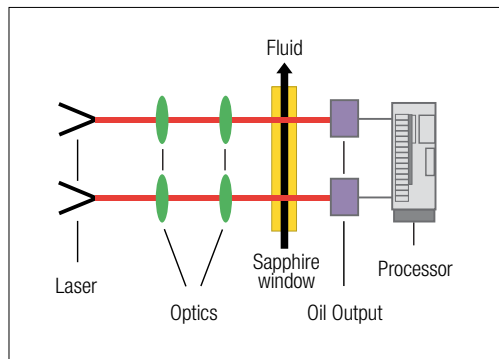 Fluid
Laser
Optics
Sapphire
window
Oil Output
Processor